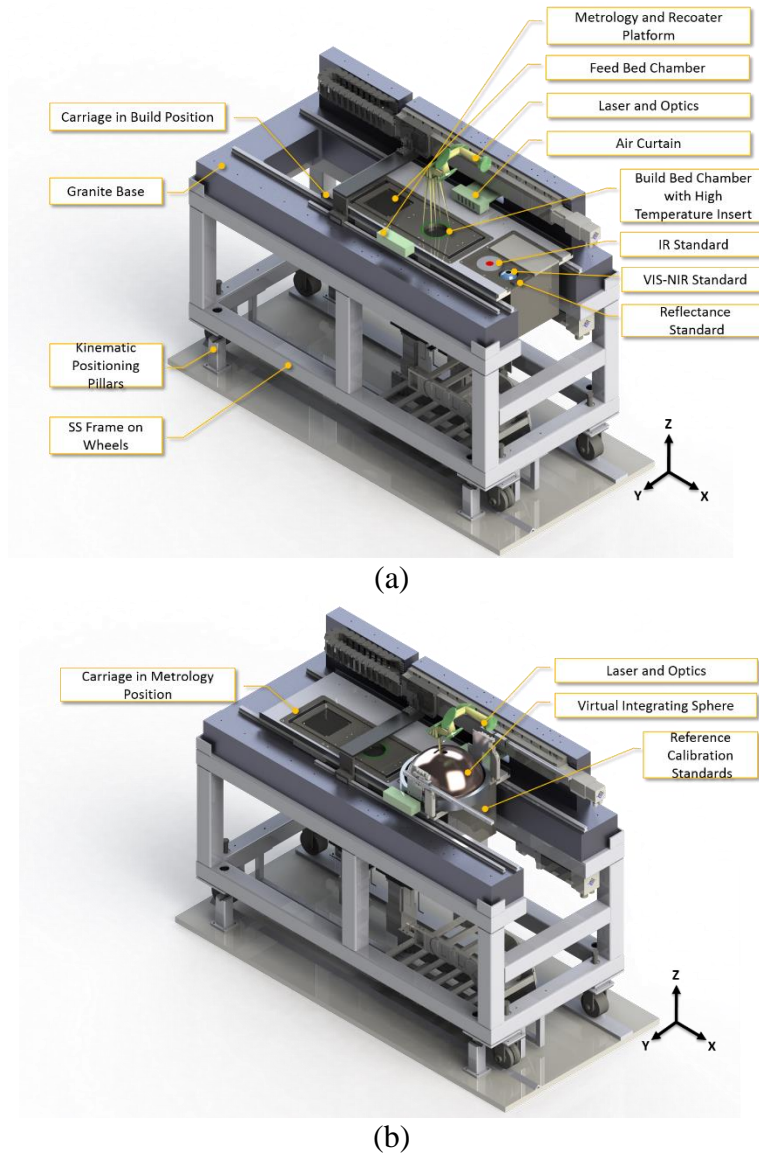 Metrology and Recoater
Platform
Feed Bed Chamber
Carriage in Build Position
Laser and Optics
Air Curtain
Granite Base
Build Bed Chamber
with High
Temperature Insert
IR Standard
VIS-NIR Standard
Reflectance
Standard
Kinematic
Positioning
Pillars
SS Frame on
Wheels
Z
Y
X
(a)
Carriage in Metrology
Position
Laser and Optics
Virtual Integrating Sphere
Reference
Calibration
Standards
Z
Y
X
(b)